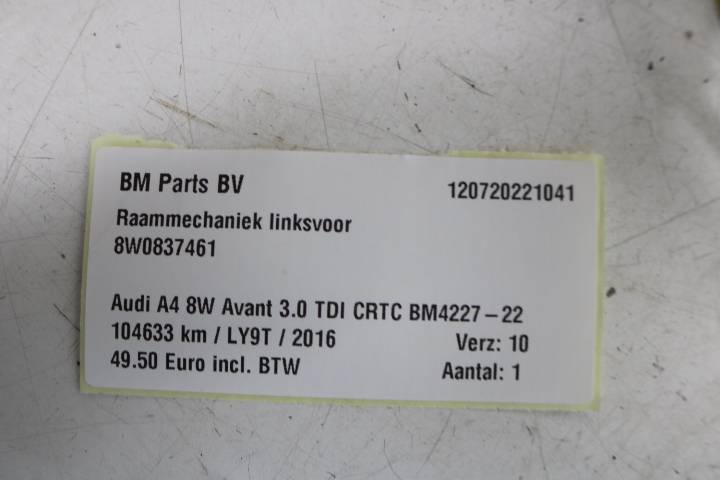 BM Parts BV 120720221041
Raammechaniek linksvoor
8W0837461
Audi A4 8W Avant 3.0 TDI CRTC BM4227-22
104633 km / LY9T / 2016 Verz: 10
49.50 Euro incl. BTW Aantal: 1